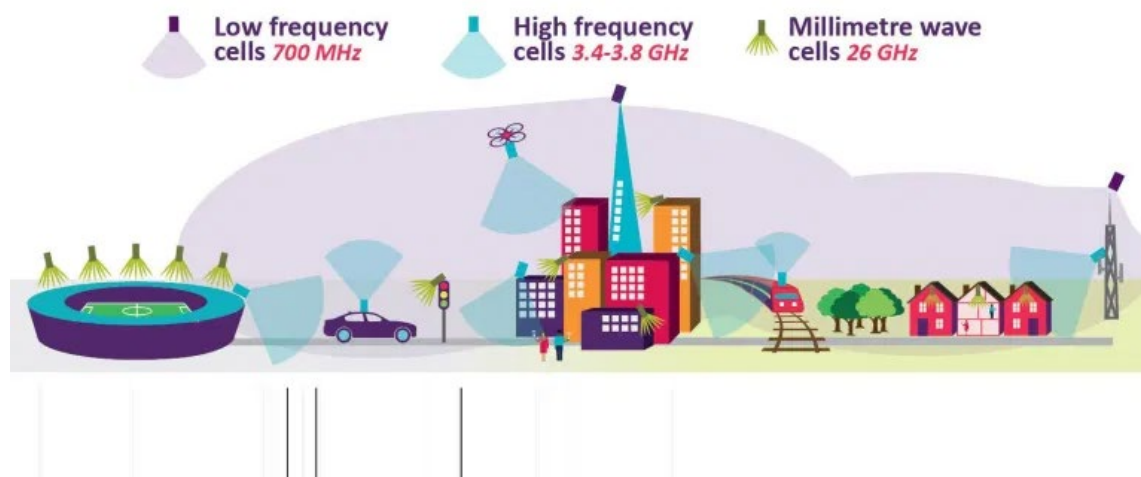 Low frequency
cells 700 MHz
High frequency
cells 3.4-3.8 GHz
Millimetre wave
cells 26 GHz